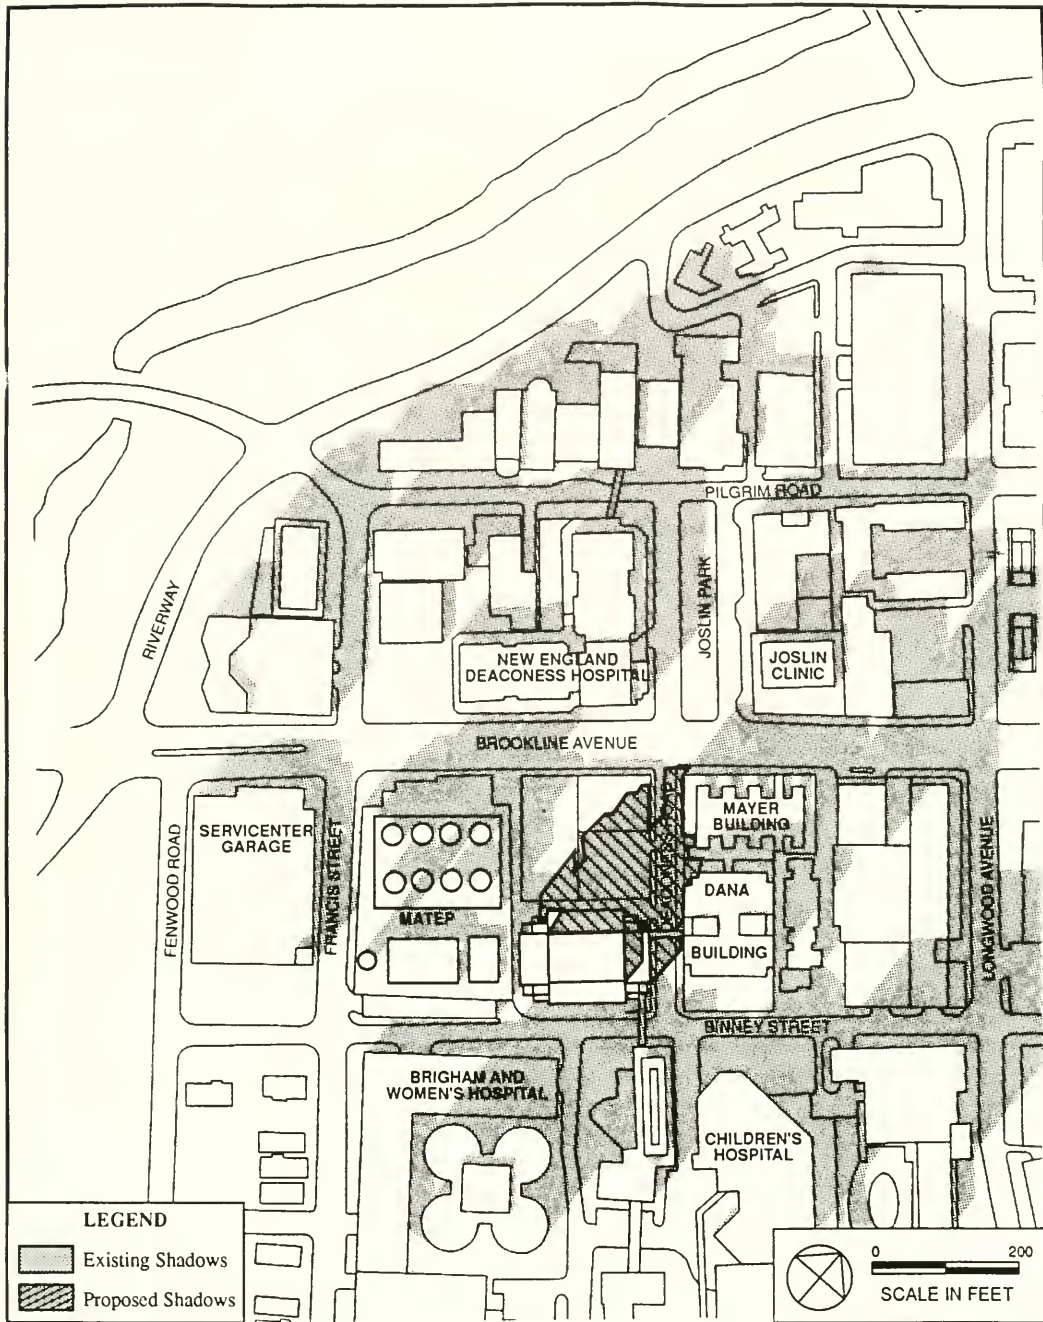 PILGRIM ROAD
RIVERWAY
JOSLIN PARK
NEW ENGLAND
DEACONESS HOSPITAL
JOSLIN
CLINIC
BROOKLINE AVENUE
FENWOOD ROAD
SERVICENTER
GARAGE
FRANCIS STREET
MATEP
DEACONESS ROAD
MAYER
BUILDING
DANA
BUILDING
LONGWOOD AVENUE
BINNEY STREET
BRIGHAM AND
WOMEN'S HOSPITAL
CHILDREN'S
HOSPITAL
LEGEND
Existing Shadows
Proposed Shadows
0 200
SCALE IN FEET